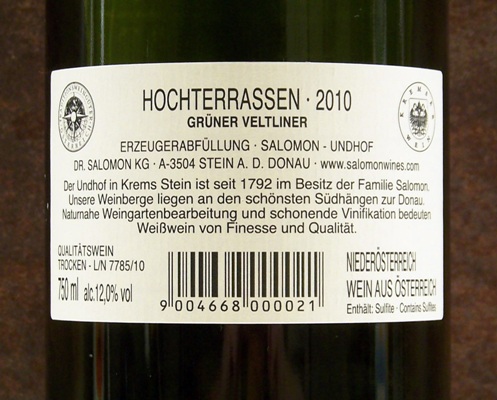 HOCHTERRASSEN · 2010
GRÜNER VELTLINER
ERZEUGERABFÜLLUNG · SALOMON - UNDHOF
DR. SALOMON KG · A-3504 STEIN A. D. DONAU · www.salomonwines.com
Der Undhof in Krems Stein ist seit 1792 im Besitz der Familie Salomon.
Unsere Weinberge liegen an den schönsten Südhängen zur Donau.
Naturnahe Weingartenbearbeitung und schonende Vinifikation bedeuten
Weißwein von Finesse und Qualität.
QUALITÄTSWEIN
TROCKEN - L/N 7785/10
750 ml alc.12,0% vol
9 004668 000021
NIEDERÖSTERREICH
WEIN AUS ÖSTERREICH
Enthält: Sulfite · Contains Sulfites